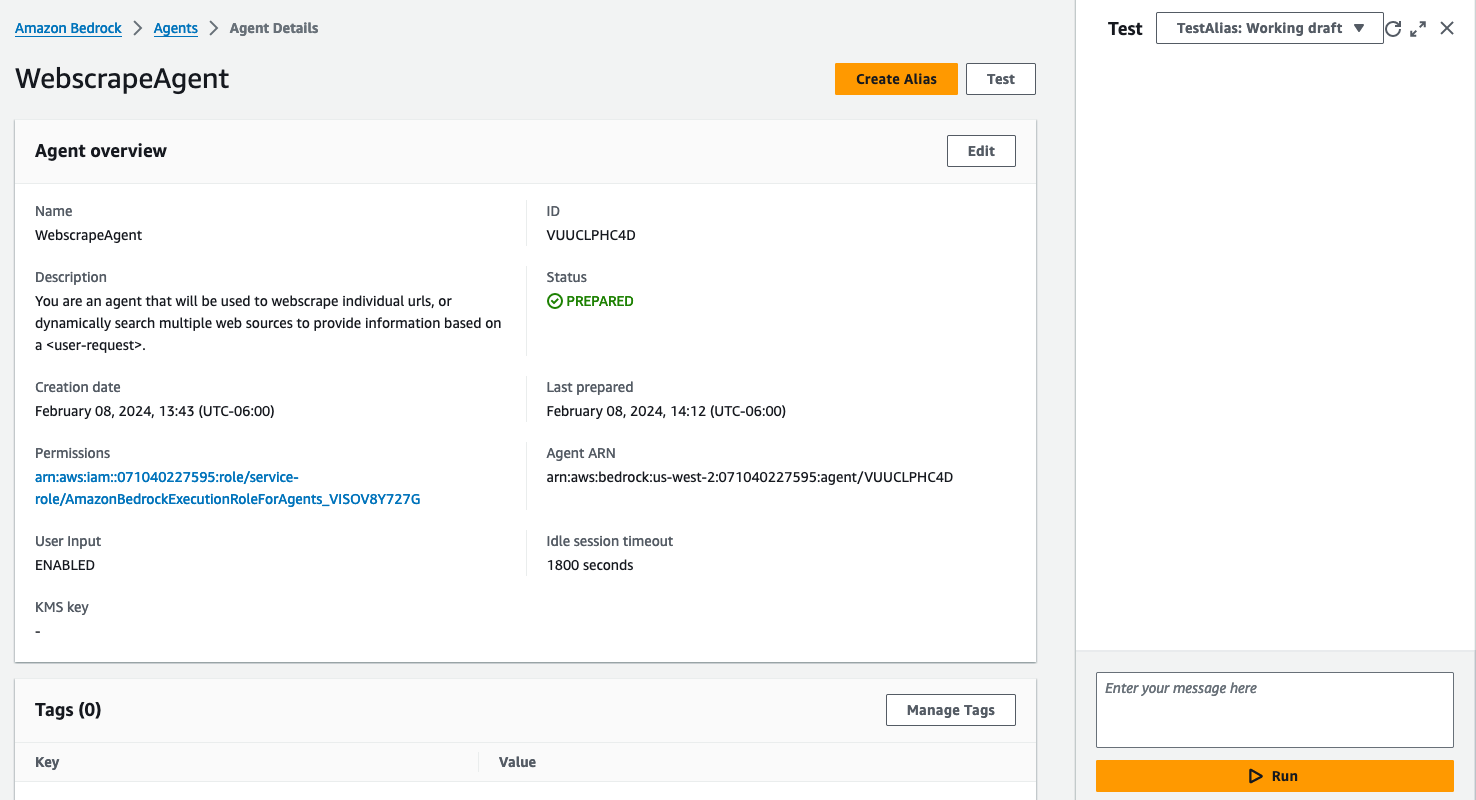 Amazon Bedrock > Agents > Agent Details
WebscrapeAgent
Create Alias
Test
Agent overview
Edit
Name
WebscrapeAgent
ID
VUUCLPHC4D
Description
You are an agent that will be used to webscrape individual urls, or
dynamically search multiple web sources to provide information based on
a <user-request>.
Status
PREPARED
Creation date
February 08, 2024, 13:43 (UTC-06:00)
Last prepared
February 08, 2024, 14:12 (UTC-06:00)
Permissions
arn:aws:iam::071040227595:role/service-
role/AmazonBedrockExecutionRoleForAgents_VISOV8Y727G
Agent ARN
arn:aws:bedrock:us-west-2:071040227595:agent/VUUCLPHC4D
User Input
ENABLED
Idle session timeout
1800 seconds
KMS key
-
Tags (0)
Manage Tags
Key
Value
Test
TestAlias: Working draft
Enter your message here
Run